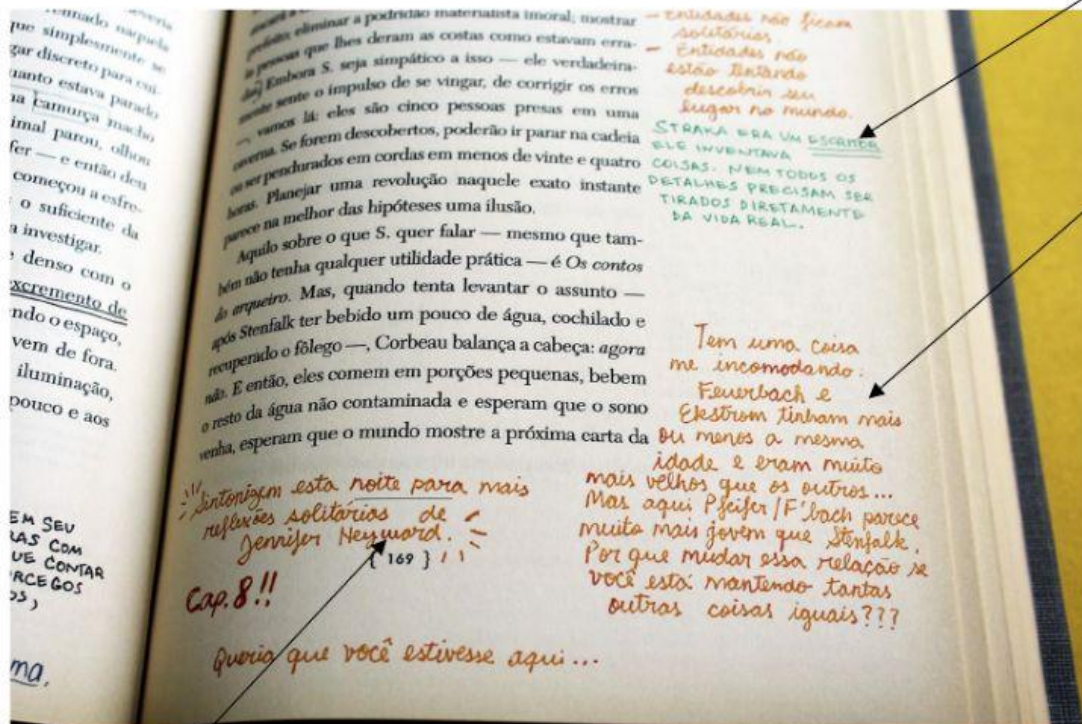 naquela
que simplesmente se
discreto para cui-
estava parado
camurça macho
parou, olhou
— e então deu
começou a esfre-
o suficiente da
a investigar.
denso com o
excremento de
o espaço,
vem de fora.
iluminação,
pouco e aos
EM SEU
COM
CONTAR
prefeito, eliminar a podridão materialista imoral; mostrar
pessoas que lhes deram as costas como estavam erra-
Embora S. seja simpático a isso — ele verdadeira-
mente sente o impulso de se vingar, de corrigir os erros
—, vamos lá: eles são cinco pessoas presas em uma
caverna. Se forem descobertos, poderão ir parar na cadeia
ou ser pendurados em cordas em menos de vinte e quatro
horas. Planejar uma revolução naquele exato instante
parece na melhor das hipóteses uma ilusão.
Aquilo sobre o que S. quer falar — mesmo que tam-
bém não tenha qualquer utilidade prática — é Os contos
do arqueiro. Mas, quando tenta levantar o assunto —
após Stenfalk ter bebido um pouco de água, cochilado e
recuperado o fôlego —, Corbeau balança a cabeça: agora
não. E então, eles comem em porções pequenas, bebem
o resto da água não contaminada e esperam que o sono
venha, esperam que o mundo mostre a próxima carta da
— Entidades não ficam
solitárias.
— Entidades não
estão tentando
descobrir seu
lugar no mundo.
STRAKA ERA UM ESCRITOR
ELE INVENTAVA
COISAS. NEM TODOS OS
DETALHES PRECISAM SER
TIRADOS DIRETAMENTE
DA VIDA REAL.
Tem uma coisa
me incomodando:
Feuerbach e
Ekstrom tinham mais
ou menos a mesma
idade e eram muito
mais velhos que os outros...
Mas aqui Pfeifer/F'bach parece
muito mais jovem que Stenfalk.
Por que mudar essa relação se
você está mantendo tantas
outras coisas iguais???
Sintonizem esta noite para mais
reflexões solitárias de
Jennifer Heyward.
{ 169 }
Cap. 8!!
Queria que você estivesse aqui...